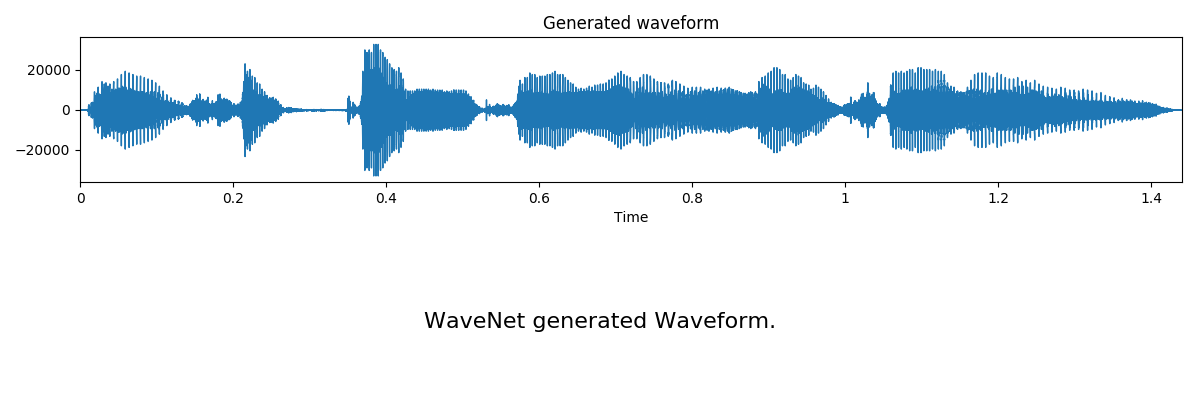 Generated waveform
20000
0
−20000
0 0.2 0.4 0.6 0.8 1 1.2 1.4
Time
WaveNet generated Waveform.